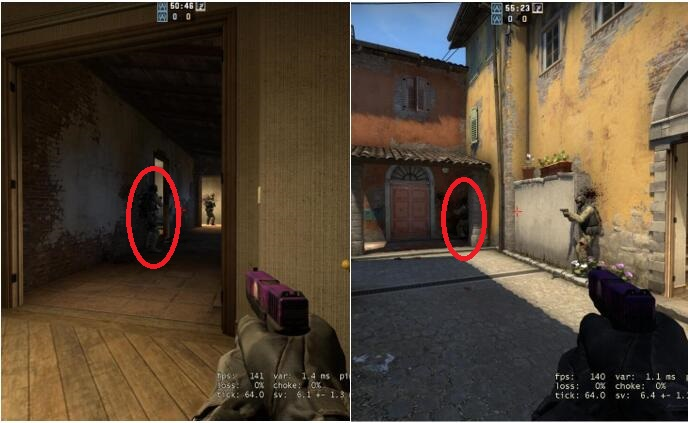 50:46
0 0
fps: 141 var: 1.4 ms pi
loss: 0% choke: 0%
tick: 64.0 sv: 6.1 +- 1.3
55:23
0 0
fps: 140 var: 1.1 ms p
loss: 0% choke: 0%
tick: 64.0 sv: 6.4 +- 1.